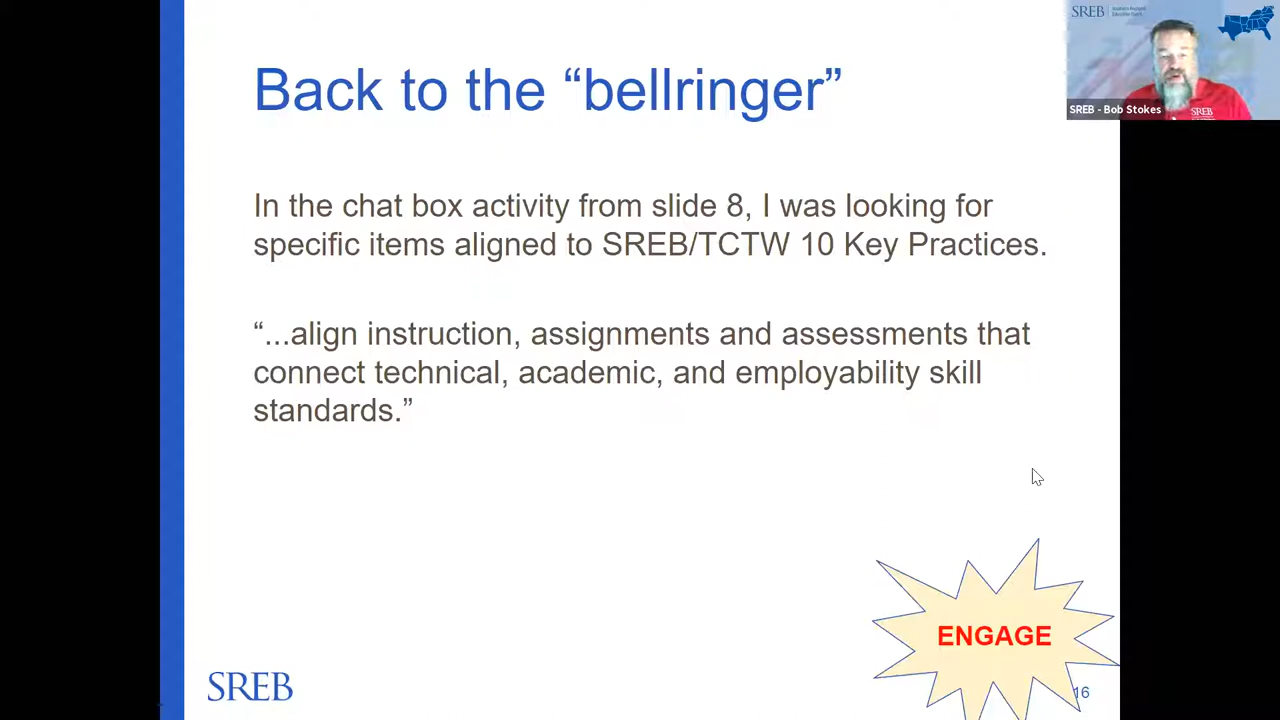 SREB
SREB - Bob Stokes
SREB
Back to the “bellringer”
In the chat box activity from slide 8, I was looking for
specific items aligned to SREB/TCTW 10 Key Practices.
“...align instruction, assignments and assessments that
connect technical, academic, and employability skill
standards.”
ENGAGE
SREB
16